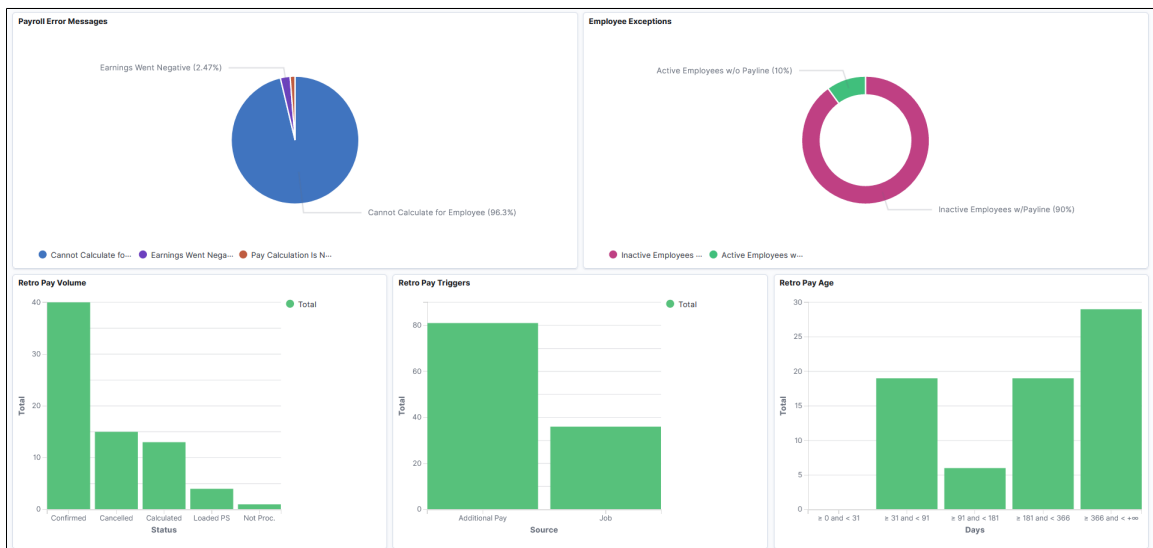 Payroll Error Messages
Earnings Went Negative (2.47%)
Cannot Calculate for Employee (96.3%)
Cannot Calculate fo...
Earnings Went Nega...
Pay Calculation Is N...
Employee Exceptions
Active Employees w/o Payline (10%)
Inactive Employees w/Payline (90%)
Inactive Employees ...
Active Employees w...
Retro Pay Volume
Total
40
30
20
10
0
Total
Confirmed
Cancelled
Calculated
Loaded PS
Not Proc.
Status
Retro Pay Triggers
Total
80
60
40
20
0
Total
Additional Pay
Job
Source
Retro Pay Age
30
25
20
15
10
5
0
Total
≥ 0 and < 31
≥ 31 and < 91
≥ 91 and < 181
≥ 181 and < 366
≥ 366 and < +∞
Days